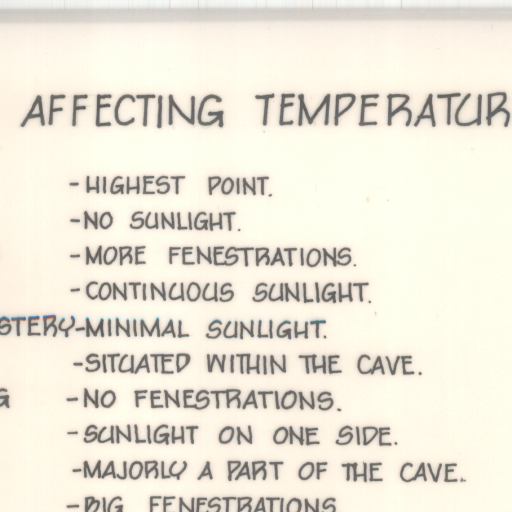 AFFECTING TEMPERATUR
-HIGHEST POINT.
-NO SUNLIGHT.
-MORE FENESTRATIONS.
-CONTINUOUS SUNLIGHT.
STERY-MINIMAL SUNLIGHT.
-SITUATED WITHIN THE CAVE.
G -NO FENESTRATIONS.
-SUNLIGHT ON ONE SIDE.
-MAJORLY A PART OF THE CAVE.
-BIG FENESTRATIONS